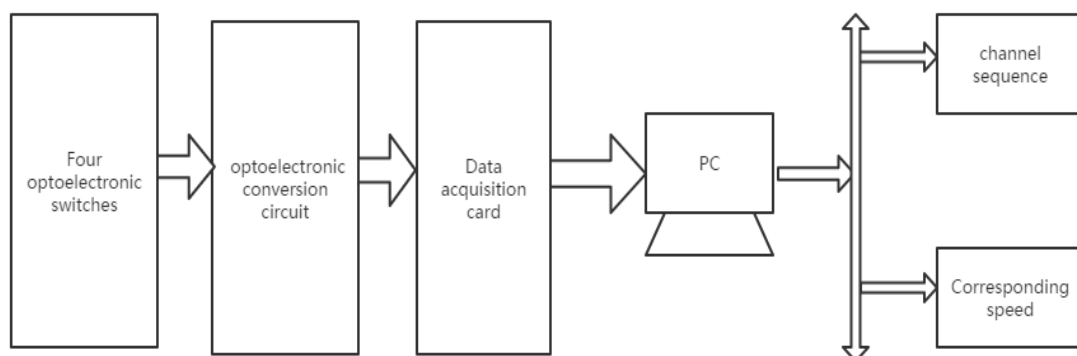 Four
optoelectronic
switches
optoelectronic
conversion
circuit
Data
acquisition
card
PC
channel
sequence
Corresponding
speed